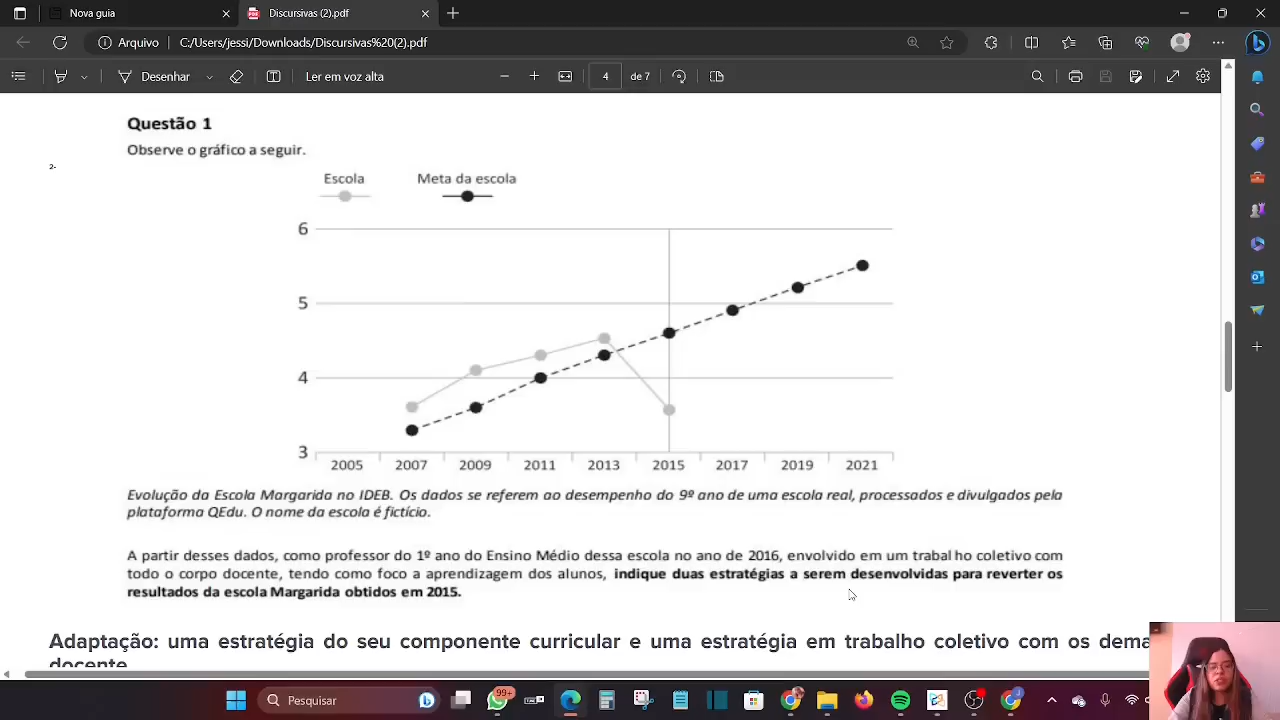 Nova guia
Discursivas (2).pdf
Arquivo
C:/Users/jessi/Downloads/Discursivas%20(2).pdf
Desenhar
Ler em voz alta
4
de 7
Questão 1
Observe o gráfico a seguir.
2-
Escola
Meta da escola
6
5
4
3
2005 2007 2009 2011 2013 2015 2017 2019 2021
Evolução da Escola Margarida no IDEB. Os dados se referem ao desempenho do 9º ano de uma escola real, processados e divulgados pela
plataforma QEdu. O nome da escola é fictício.
A partir desses dados, como professor do 1º ano do Ensino Médio dessa escola no ano de 2016, envolvido em um trabal ho coletivo com
todo o corpo docente, tendo como foco a aprendizagem dos alunos, indique duas estratégias a serem desenvolvidas para reverter os
resultados da escola Margarida obtidos em 2015.
Adaptação: uma estratégia do seu componente curricular e uma estratégia em trabalho coletivo com os dema
docente
Pesquisar
99+